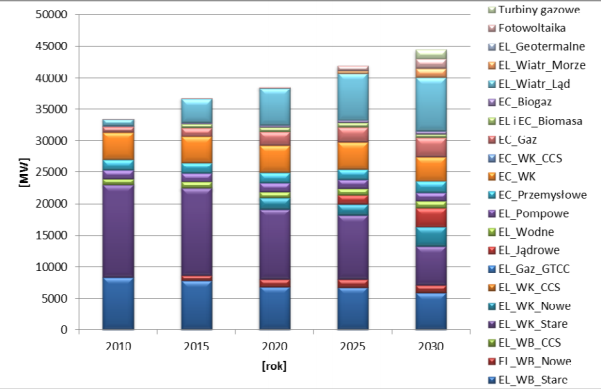 50000
45000
40000
35000
30000
25000
20000
15000
10000
5000
0
[MW]
2010
2015
2020
2025
2030
[rok]
Turbiny gazowe
Fotowoltaika
EL_Geotermalne
EL_Wiatr_Morze
EL_Wiatr_Ląd
EC_Biogaz
EL i EC_Biomasa
EC_Gaz
EC_WK_CCS
EC_WK
EC_Przemysłowe
EL_Pompowe
EL_Wodne
EL_Jądrowe
EL_Gaz_GTCC
EL_WK_CCS
EL_WK_Nowe
EL_WK_Stare
EL_WB_CCS
EL_WB_Nowe
EL_WB_Stare